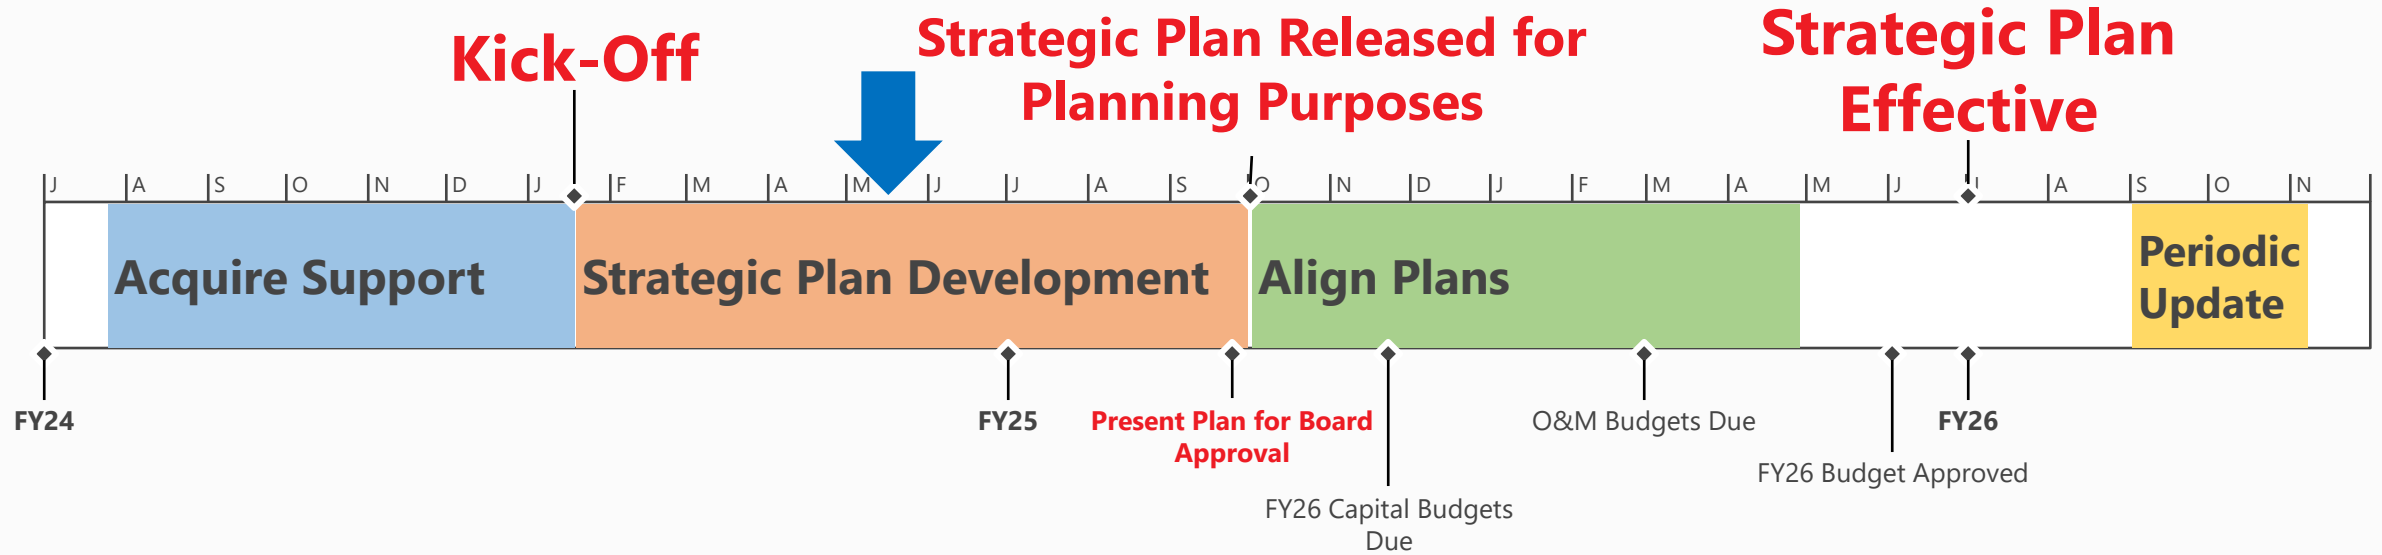 Kick-Off
Strategic Plan Released for
Planning Purposes
Strategic Plan
Effective
J A S O N D J F M A M J J A S O N D J F M A M J J A S O N
Acquire Support
Strategic Plan Development
Align Plans
Periodic
Update
FY24
FY25
Present Plan for Board
Approval
FY26 Capital Budgets
Due
O&M Budgets Due
FY26 Budget Approved
FY26